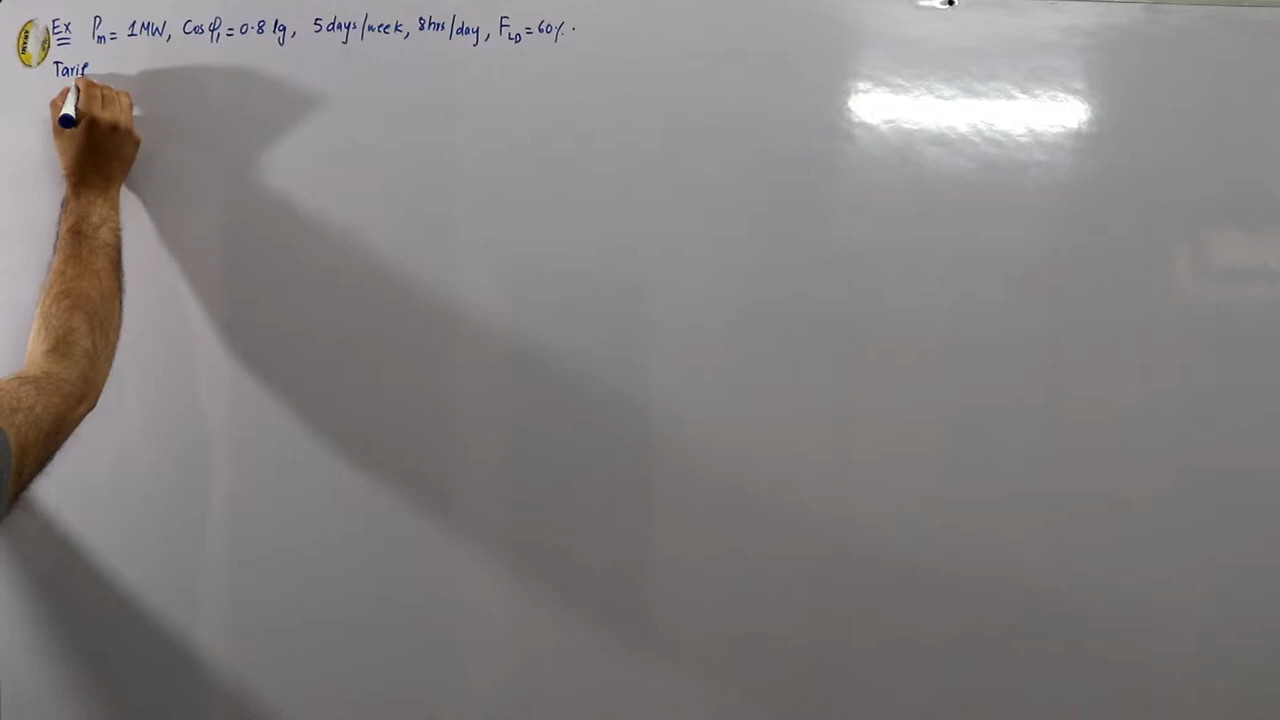 Ex Pm = 1MW, Cos φ1 = 0.8 lg, 5 days/week, 8hrs/day, FLD = 60%.
Tarif